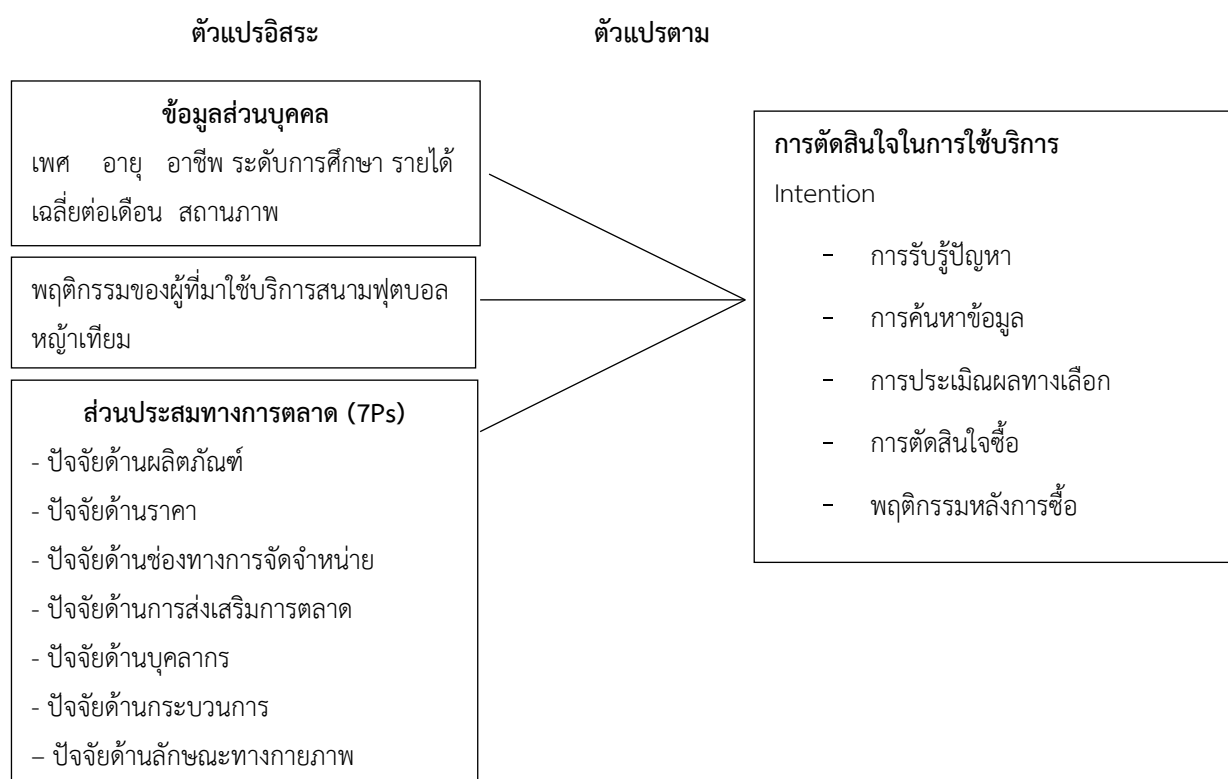 ตัวแปรอิสระ
ตัวแปรตาม
ข้อมูลส่วนบุคคล
เพศ อายุ อาชีพ ระดับการศึกษา รายได้
เฉลี่ยต่อเดือน สถานภาพ
พฤติกรรมของผู้ที่มาใช้บริการสนามฟุตบอล
หญ้าเทียม
ส่วนประสมทางการตลาด (7Ps)
- ปัจจัยด้านผลิตภัณฑ์
- ปัจจัยด้านราคา
- ปัจจัยด้านช่องทางการจัดจำหน่าย
- ปัจจัยด้านการส่งเสริมการตลาด
- ปัจจัยด้านบุคลากร
- ปัจจัยด้านกระบวนการ
– ปัจจัยด้านลักษณะทางกายภาพ
การตัดสินใจในการใช้บริการ
Intention
- การรับรู้ปัญหา
- การค้นหาข้อมูล
- การประเมิณผลทางเลือก
- การตัดสินใจซื้อ
- พฤติกรรมหลังการซื้อ